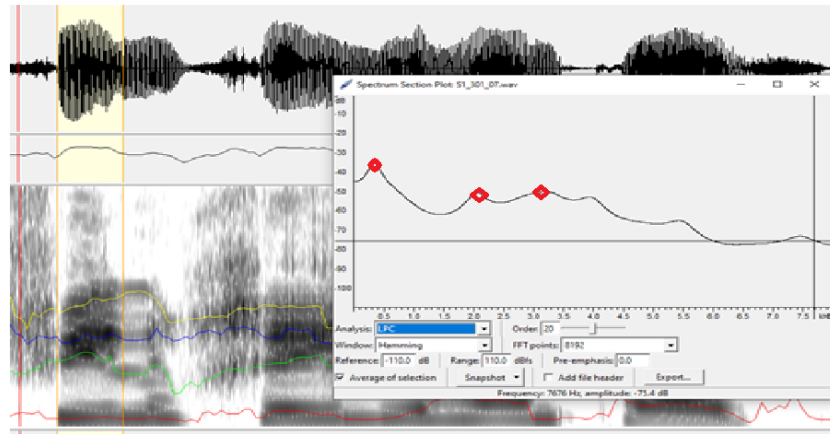 Spectrum Section Plot: S1_301_07.wav
-20
-30
-40
-50
-60
-70
-80
-90
-100
0.5 1.0 1.5 2.0 2.5 3.0 3.5 4.0 4.5 5.0 5.5 6.0 6.5 7.0 7.5 kHz
Analysis: LPC Order: 20
Window: Hamming FFT points: 8192
Reference: -110.0 dB Range: 110.0 dBfs Pre-emphasis: 0.0
Average of selection Snapshot Add file header Export...
Frequency: 7676 Hz, amplitude: -75.4 dB